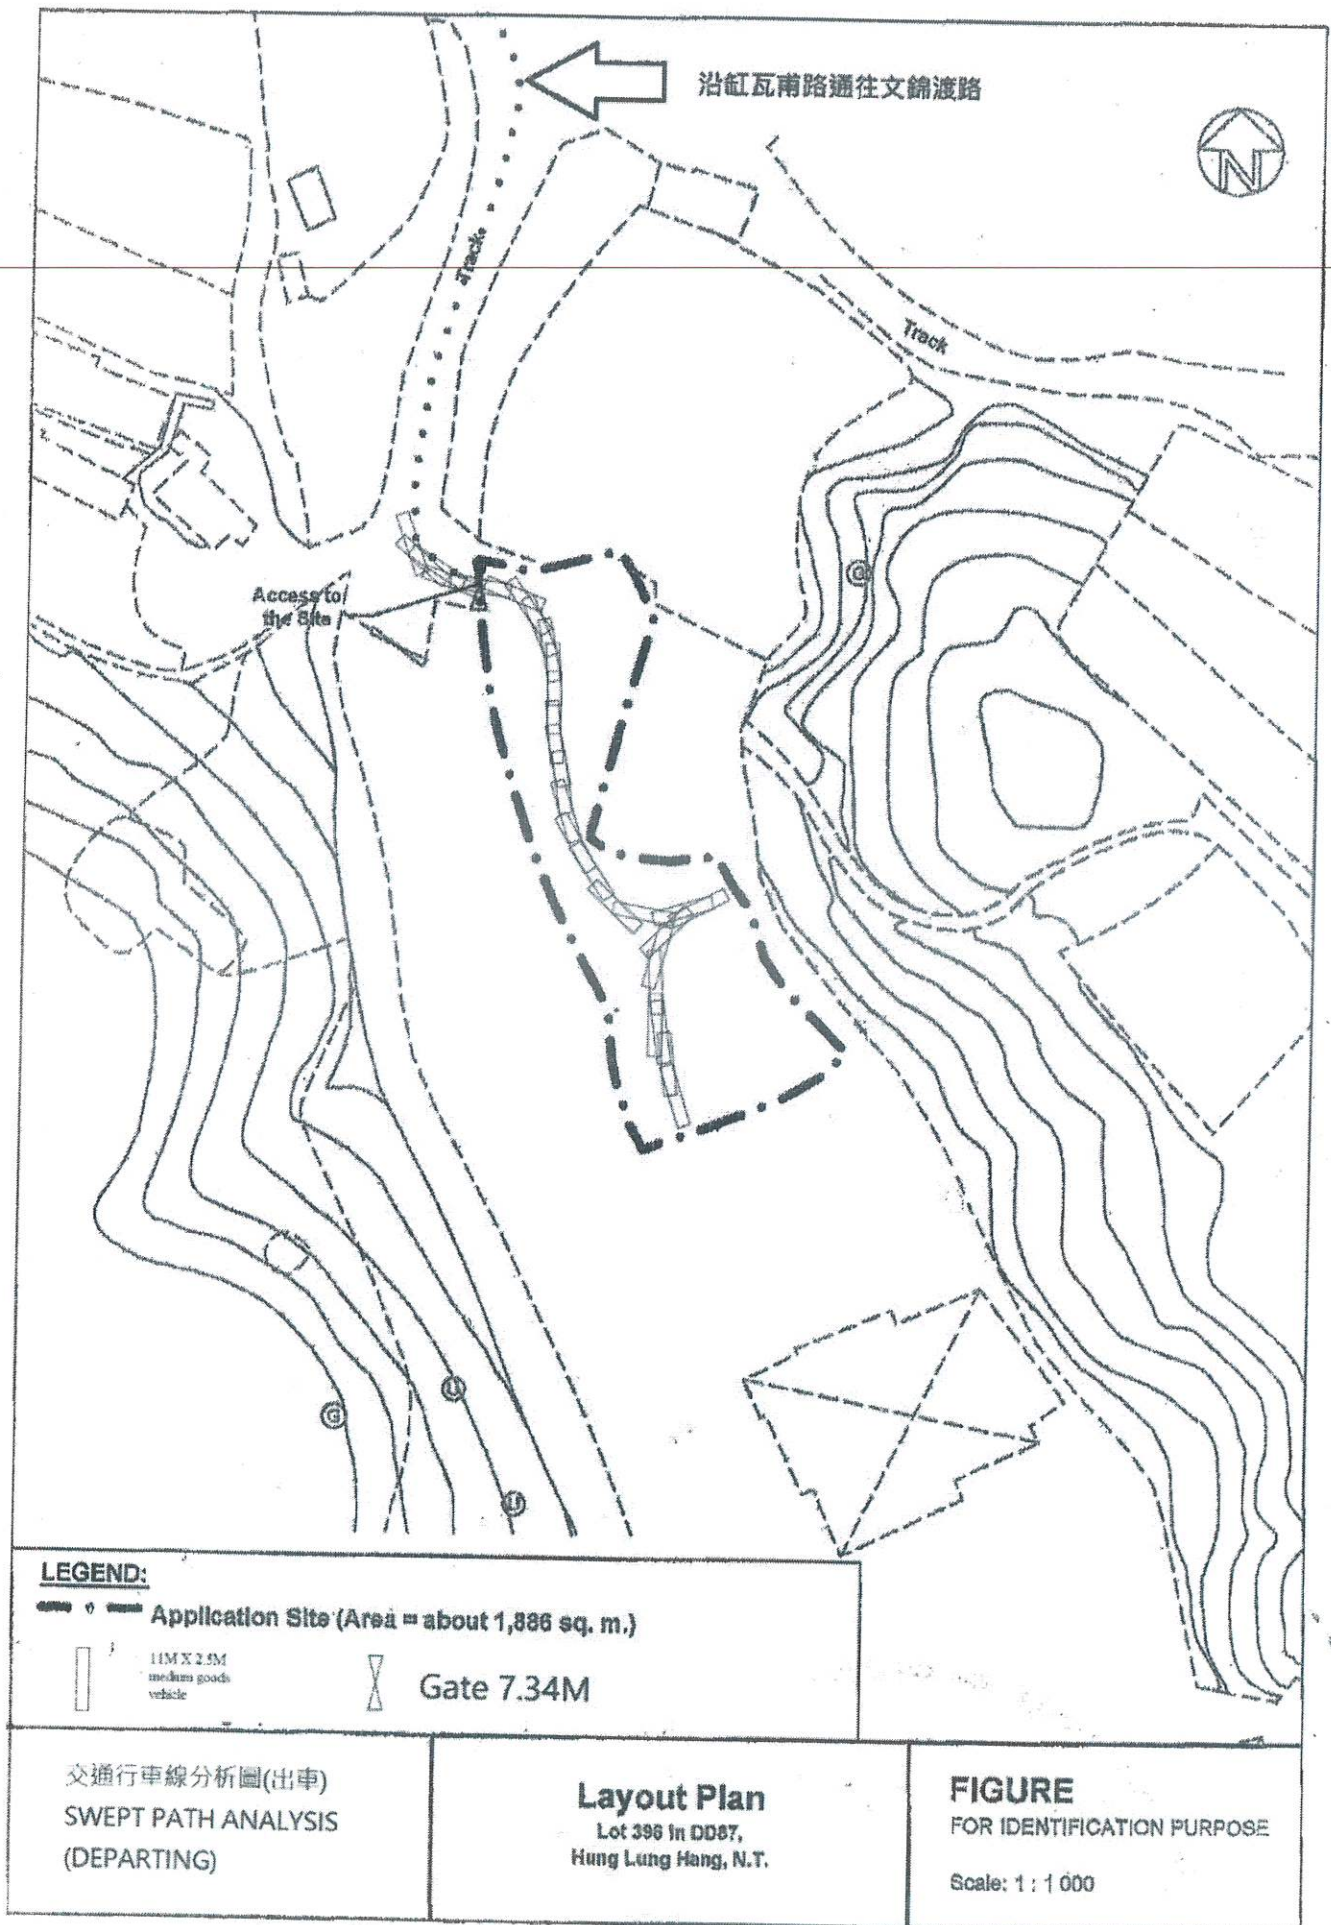 沿缸瓦甫路通往文錦渡路
N
Track
Track
Access to
the Site
G
U
LEGEND:
Application Site (Area = about 1,886 sq. m.)
11M X 2.5M
medium goods
vehicle
Gate 7.34M
交通行車線分析圖(出車)
SWEPT PATH ANALYSIS
(DEPARTING)
Layout Plan
Lot 396 in DD87,
Hung Lung Hang, N.T.
FIGURE
FOR IDENTIFICATION PURPOSE
Scale: 1 : 1 000